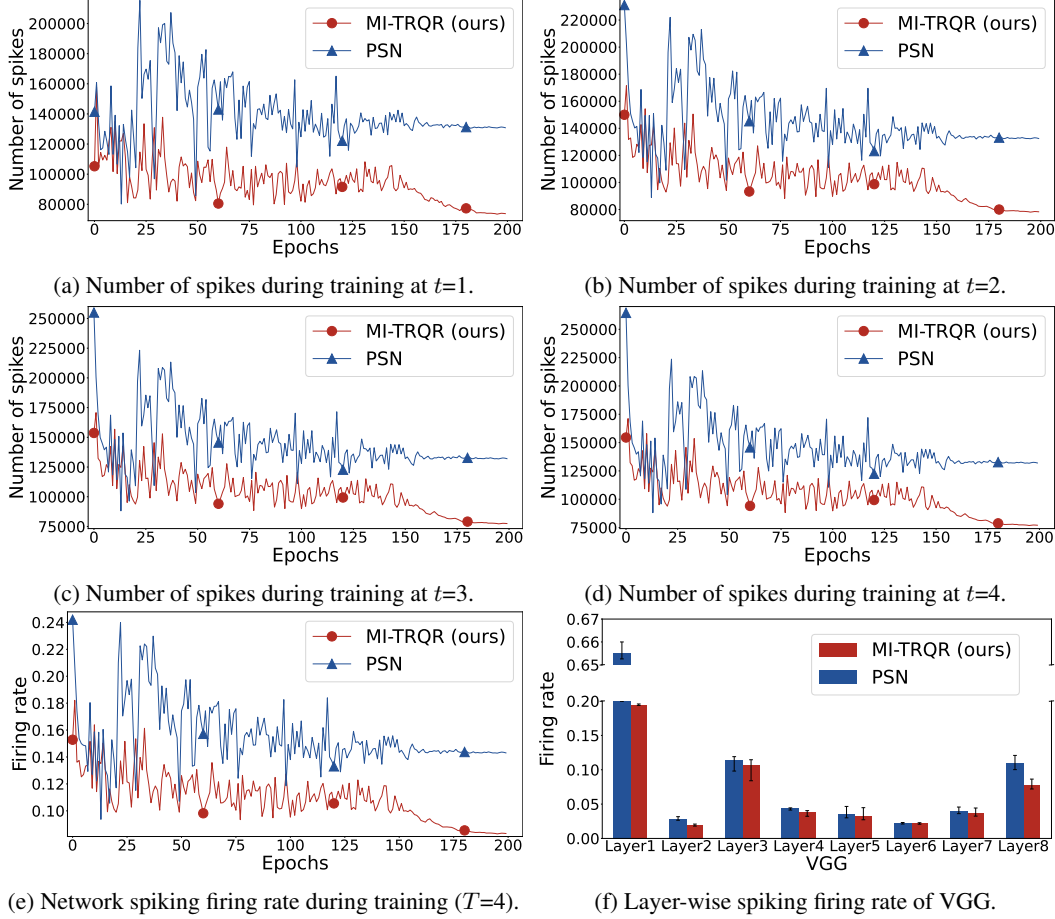 MI-TRQR (ours)
PSN
Number of spikes
200000
180000
160000
140000
120000
100000
80000
0 25 50 75 100 125 150 175 200
Epochs
(a) Number of spikes during training at t=1.
MI-TRQR (ours)
PSN
Number of spikes
220000
200000
180000
160000
140000
120000
100000
80000
0 25 50 75 100 125 150 175 200
Epochs
(b) Number of spikes during training at t=2.
MI-TRQR (ours)
PSN
Number of spikes
250000
225000
200000
175000
150000
125000
100000
75000
0 25 50 75 100 125 150 175 200
Epochs
(c) Number of spikes during training at t=3.
MI-TRQR (ours)
PSN
Number of spikes
250000
225000
200000
175000
150000
125000
100000
75000
0 25 50 75 100 125 150 175 200
Epochs
(d) Number of spikes during training at t=4.
MI-TRQR (ours)
PSN
Firing rate
0.24
0.22
0.20
0.18
0.16
0.14
0.12
0.10
0 25 50 75 100 125 150 175 200
Epochs
(e) Network spiking firing rate during training (T=4).
MI-TRQR (ours)
PSN
Firing rate
0.67
0.66
0.65
0.20
0.15
0.10
0.05
0.00
Layer1 Layer2 Layer3 Layer4 Layer5 Layer6 Layer7 Layer8
VGG
(f) Layer-wise spiking firing rate of VGG.